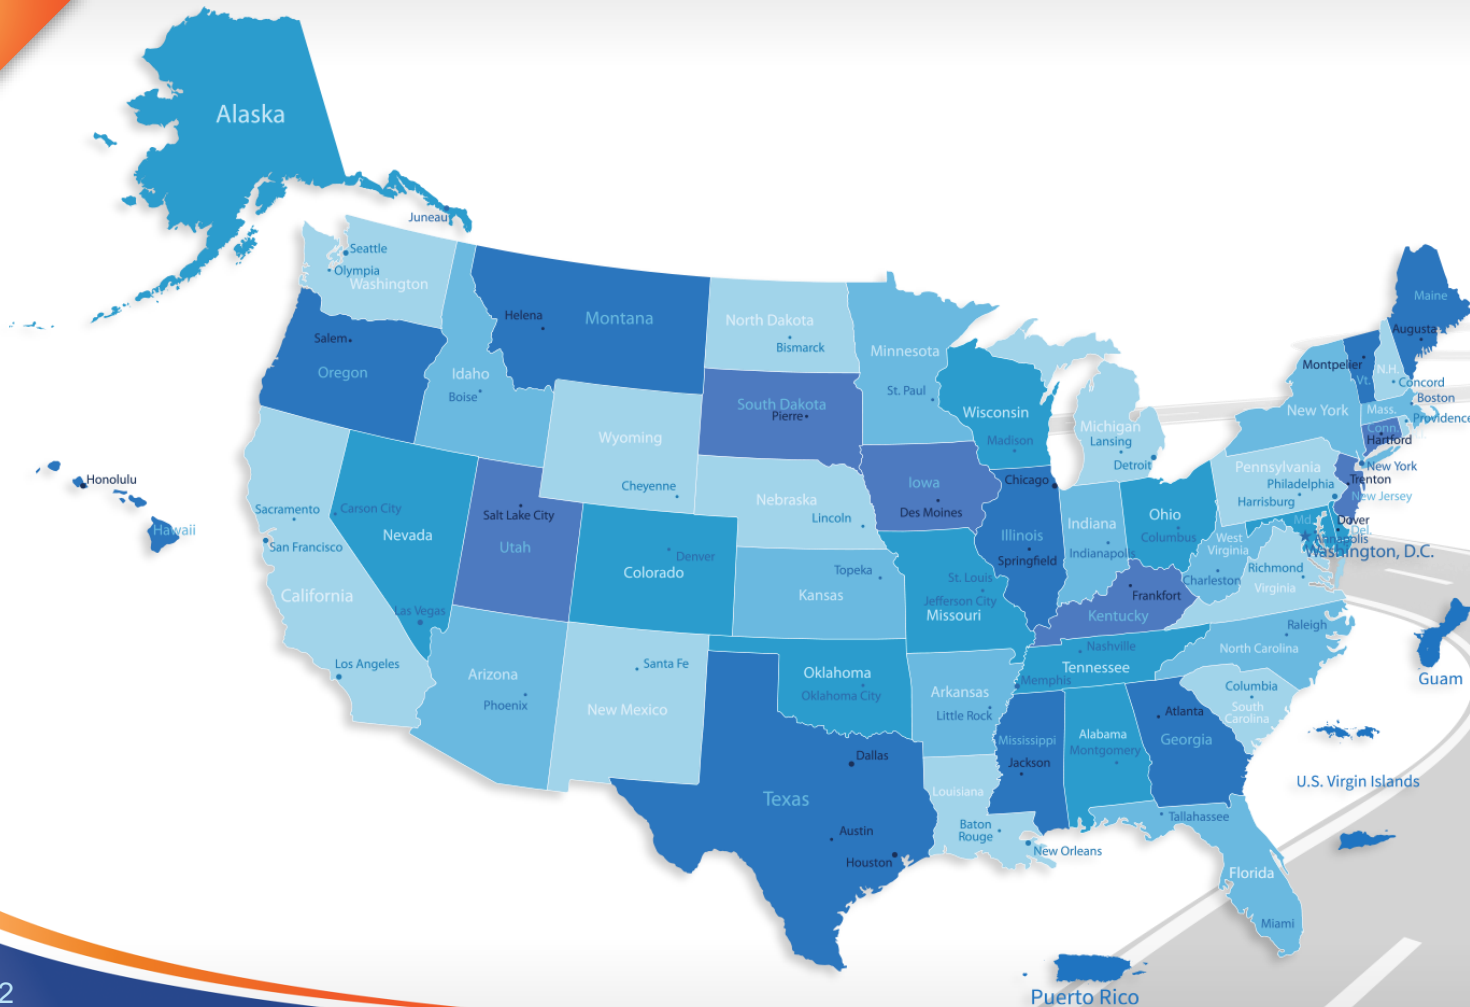 Alaska
Juneau
Seattle
Olympia
Washington
Helena
Montana
North Dakota
Bismarck
Minnesota
St. Paul
Maine
Augusta
Salem
Oregon
Idaho
Boise
South Dakota
Pierre
Wisconsin
Madison
Michigan
Lansing
Detroit
Montpelier
Vt.
N.H.
Concord
Boston
New York
Mass.
Providence
Conn.
Hartford
Wyoming
Cheyenne
Nebraska
Lincoln
Iowa
Des Moines
Chicago
Pennsylvania
Philadelphia
Harrisburg
New York
Trenton
New Jersey
Honolulu
Hawaii
Sacramento
Carson City
San Francisco
Nevada
Salt Lake City
Utah
Denver
Colorado
Topeka
Kansas
St. Louis
Jefferson City
Missouri
Illinois
Springfield
Indiana
Indianapolis
Ohio
Columbus
West
Virginia
Charleston
Md.
Dover
Del.
Annapolis
Washington, D.C.
Richmond
Virginia
California
Las Vegas
Los Angeles
Arizona
Phoenix
Santa Fe
New Mexico
Oklahoma
Oklahoma City
Arkansas
Little Rock
Frankfort
Kentucky
Nashville
Tennessee
Memphis
Raleigh
North Carolina
Columbia
South
Carolina
Guam
Dallas
Texas
Austin
Houston
Louisiana
Baton
Rouge
New Orleans
Mississippi
Jackson
Alabama
Montgomery
Atlanta
Georgia
Tallahassee
Florida
Miami
U.S. Virgin Islands
Puerto Rico
2